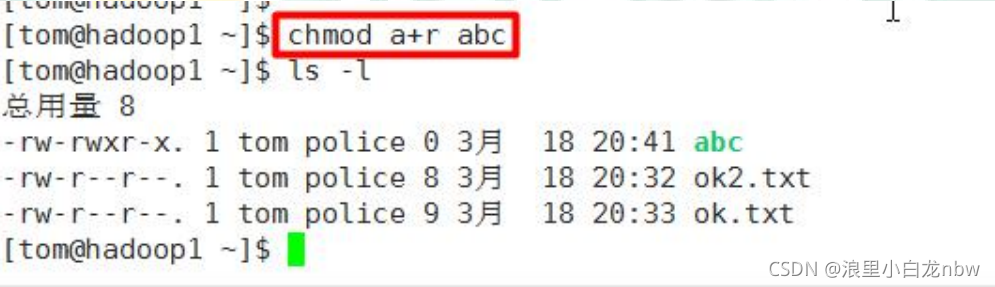 [tom@hadoop1 ~]$
[tom@hadoop1 ~]$ chmod a+r abc
[tom@hadoop1 ~]$ ls -l
总用量 8
-rw-rwxr-x. 1 tom police 0 3月  18 20:41 abc
-rw-r--r--. 1 tom police 8 3月  18 20:32 ok2.txt
-rw-r--r--. 1 tom police 9 3月  18 20:33 ok.txt
[tom@hadoop1 ~]$
CSDN @浪里小白龙nbw